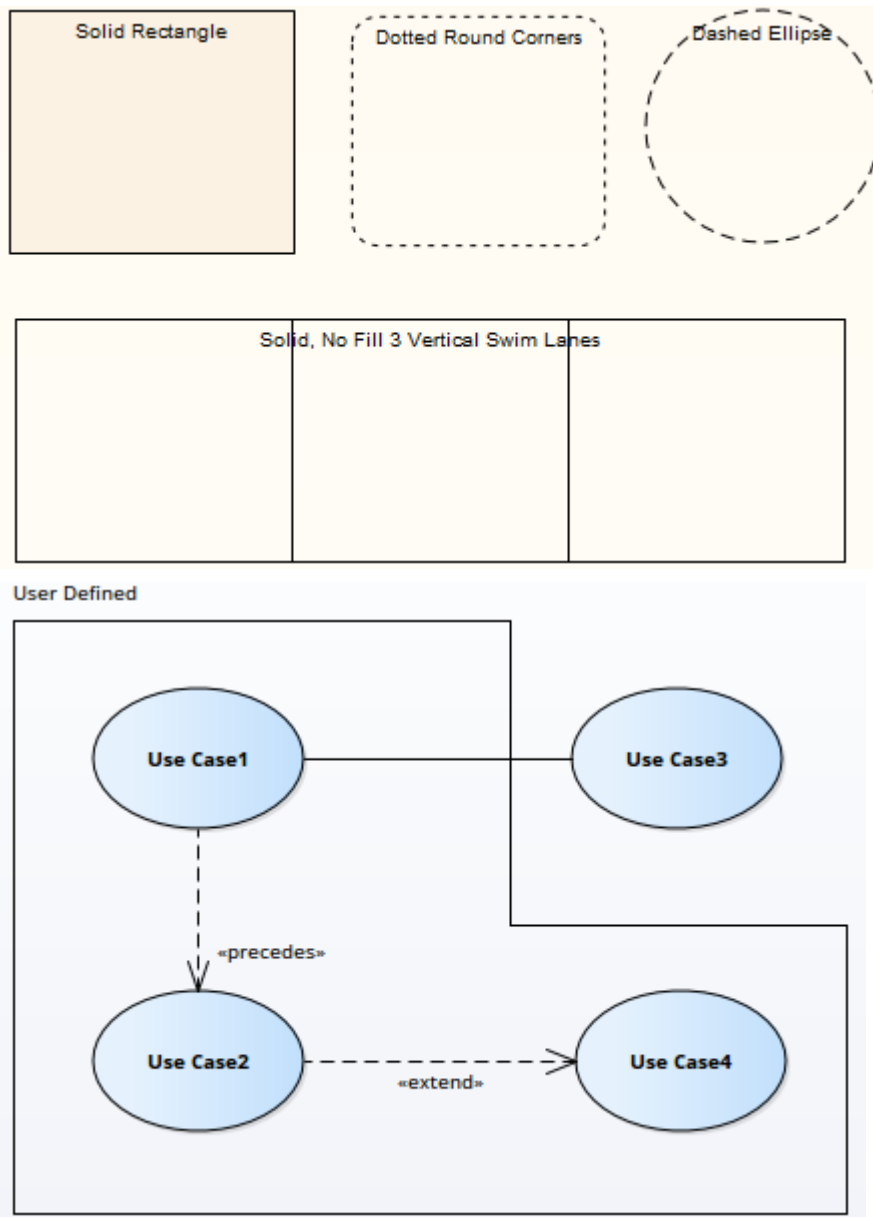 Solid Rectangle
Dotted Round Corners
Dashed Ellipse
Solid, No Fill 3 Vertical Swim Lanes
User Defined
Use Case1
Use Case3
«precedes»
Use Case2
Use Case4
«extend»